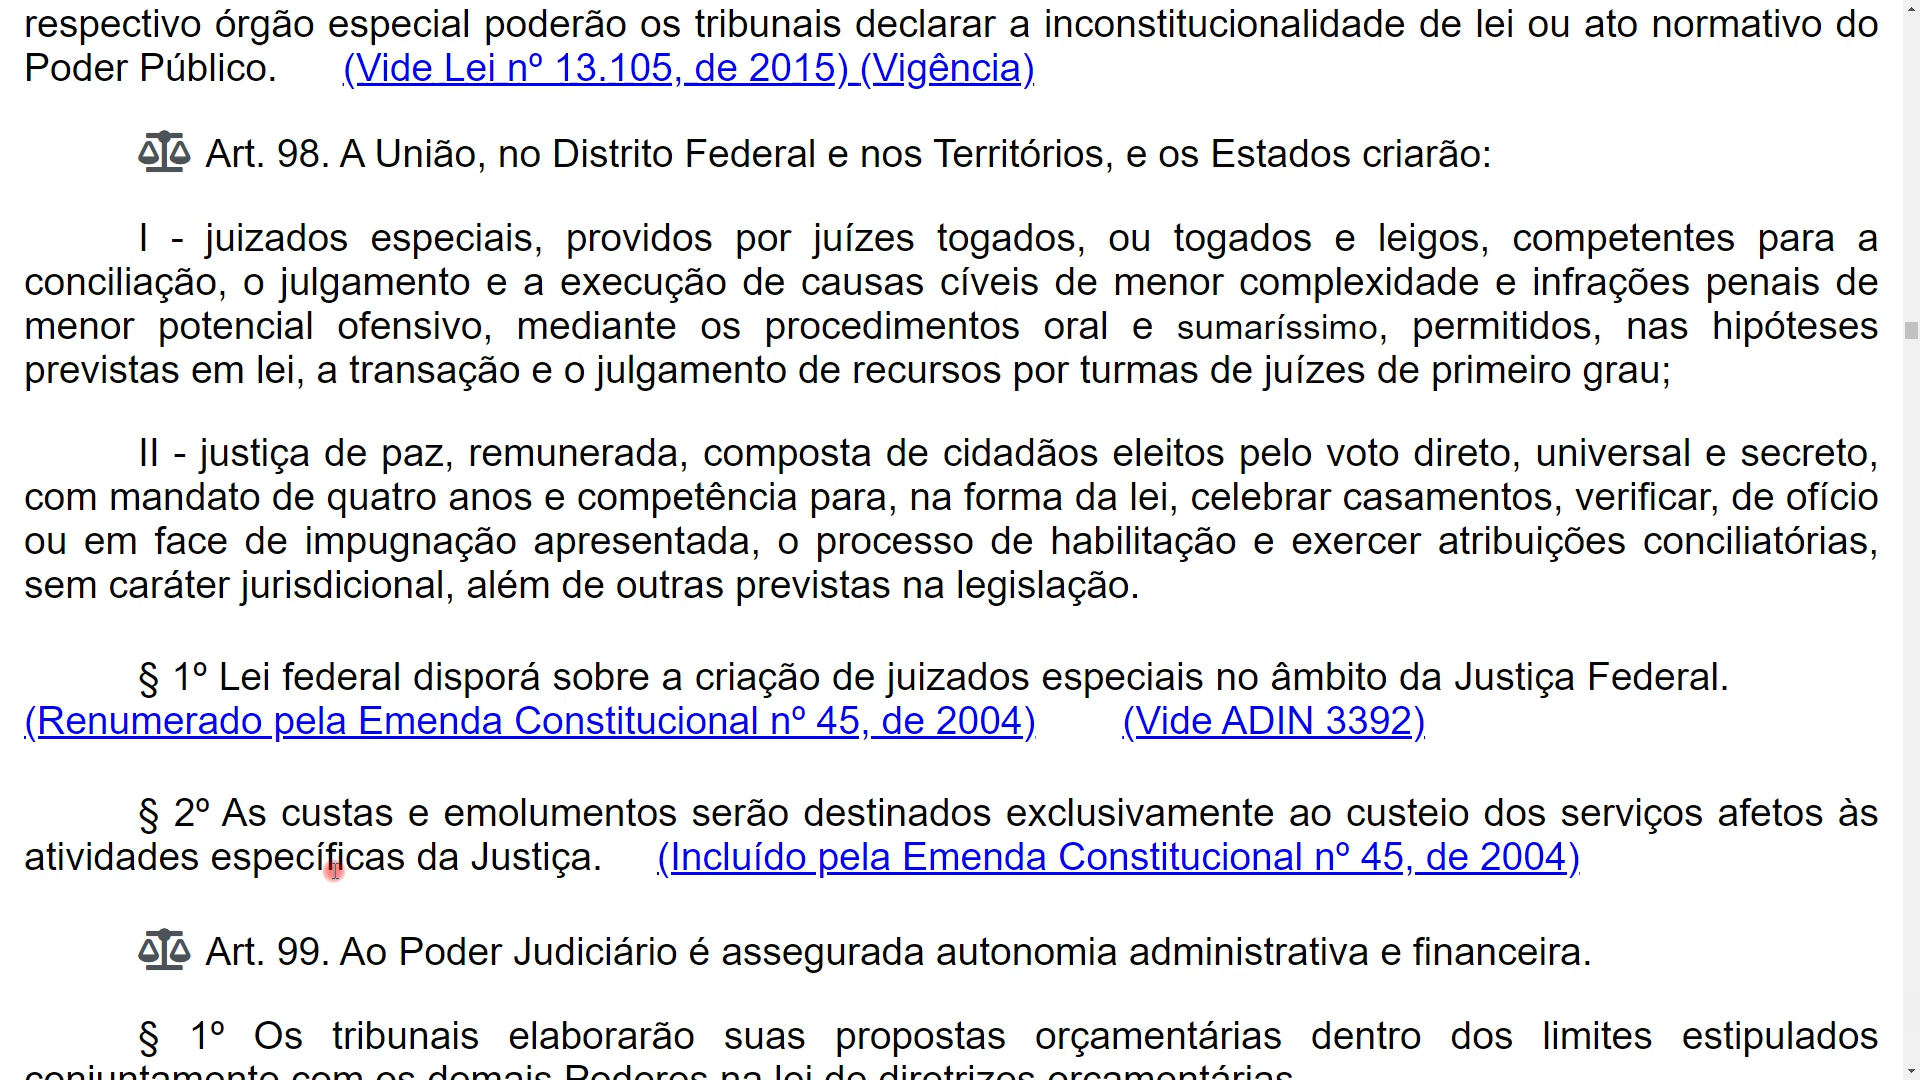 respectivo órgão especial poderão os tribunais declarar a inconstitucionalidade de lei ou ato normativo do
Poder Público. (Vide Lei nº 13.105, de 2015) (Vigência)
Art. 98. A União, no Distrito Federal e nos Territórios, e os Estados criarão:
I - juizados especiais, providos por juízes togados, ou togados e leigos, competentes para a
conciliação, o julgamento e a execução de causas cíveis de menor complexidade e infrações penais de
menor potencial ofensivo, mediante os procedimentos oral e sumaríssimo, permitidos, nas hipóteses
previstas em lei, a transação e o julgamento de recursos por turmas de juízes de primeiro grau;
II - justiça de paz, remunerada, composta de cidadãos eleitos pelo voto direto, universal e secreto,
com mandato de quatro anos e competência para, na forma da lei, celebrar casamentos, verificar, de ofício
ou em face de impugnação apresentada, o processo de habilitação e exercer atribuições conciliatórias,
sem caráter jurisdicional, além de outras previstas na legislação.
§ 1º Lei federal disporá sobre a criação de juizados especiais no âmbito da Justiça Federal.
(Renumerado pela Emenda Constitucional nº 45, de 2004) (Vide ADIN 3392)
§ 2º As custas e emolumentos serão destinados exclusivamente ao custeio dos serviços afetos às
atividades específicas da Justiça. (Incluído pela Emenda Constitucional nº 45, de 2004)
Art. 99. Ao Poder Judiciário é assegurada autonomia administrativa e financeira.
§ 1º Os tribunais elaborarão suas propostas orçamentárias dentro dos limites estipulados
conjuntamente com os demais Poderes na lei de diretrizes orçamentárias.